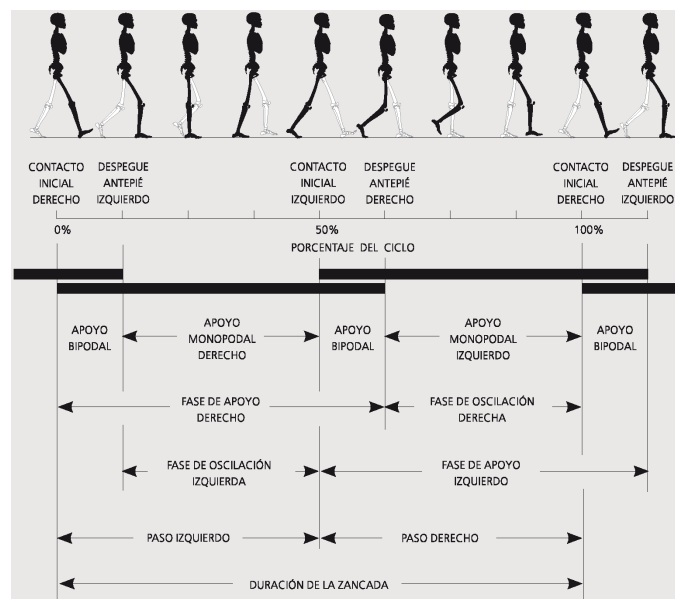 CONTACTO
INICIAL
DERECHO
DESPEGUE
ANTEPIÉ
IZQUIERDO
CONTACTO
INICIAL
IZQUIERDO
DESPEGUE
ANTEPIÉ
DERECHO
CONTACTO
INICIAL
DERECHO
DESPEGUE
ANTEPIÉ
IZQUIERDO
0%
50%
100%
PORCENTAJE DEL CICLO
APOYO
BIPODAL
APOYO
MONOPODAL
DERECHO
APOYO
BIPODAL
APOYO
MONOPODAL
IZQUIERDO
APOYO
BIPODAL
FASE DE APOYO
DERECHO
FASE DE OSCILACIÓN
DERECHA
FASE DE OSCILACIÓN
IZQUIERDA
FASE DE APOYO
IZQUIERDO
PASO IZQUIERDO
PASO DERECHO
DURACIÓN DE LA ZANCADA